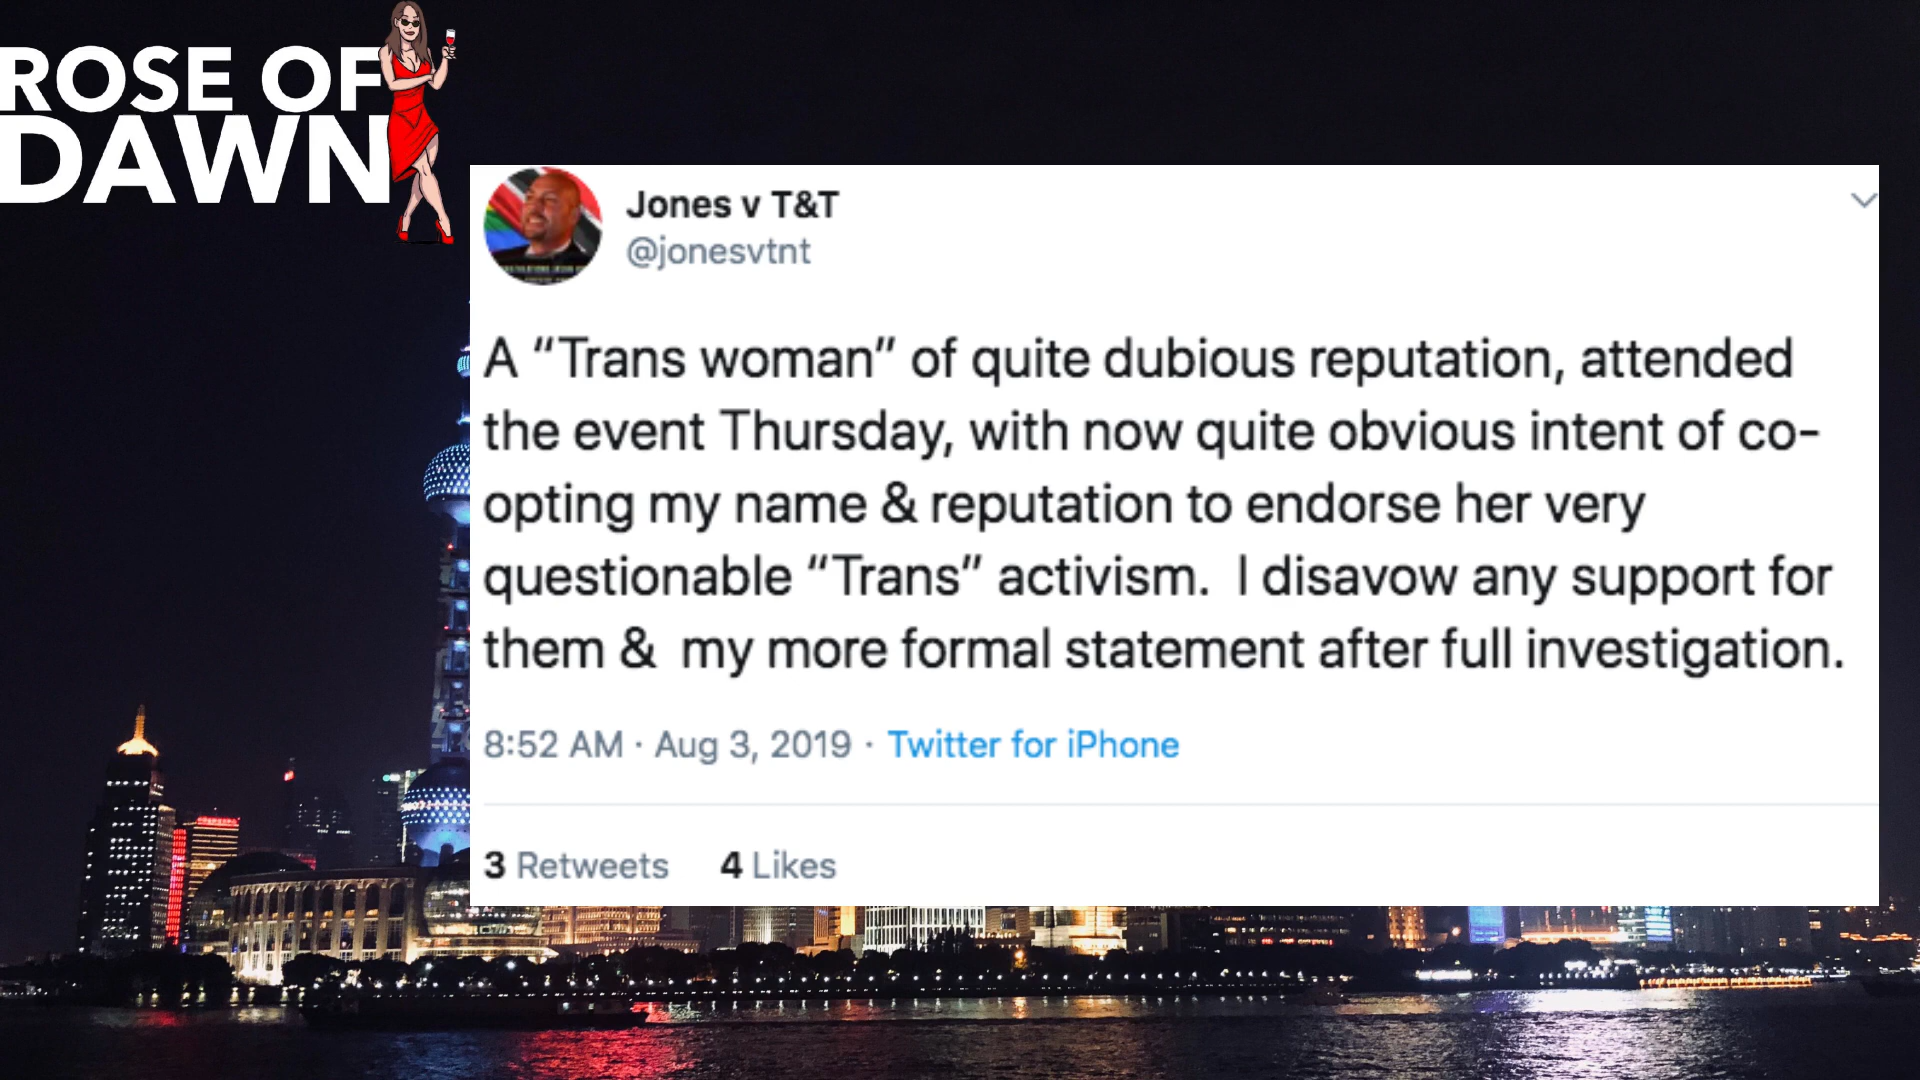 ROSE OF
DAWN
Jones v T&T
@jonesvtnt
A “Trans woman” of quite dubious reputation, attended
the event Thursday, with now quite obvious intent of co-
opting my name & reputation to endorse her very
questionable “Trans” activism. I disavow any support for
them & my more formal statement after full investigation.
8:52 AM · Aug 3, 2019 · Twitter for iPhone
3 Retweets 4 Likes